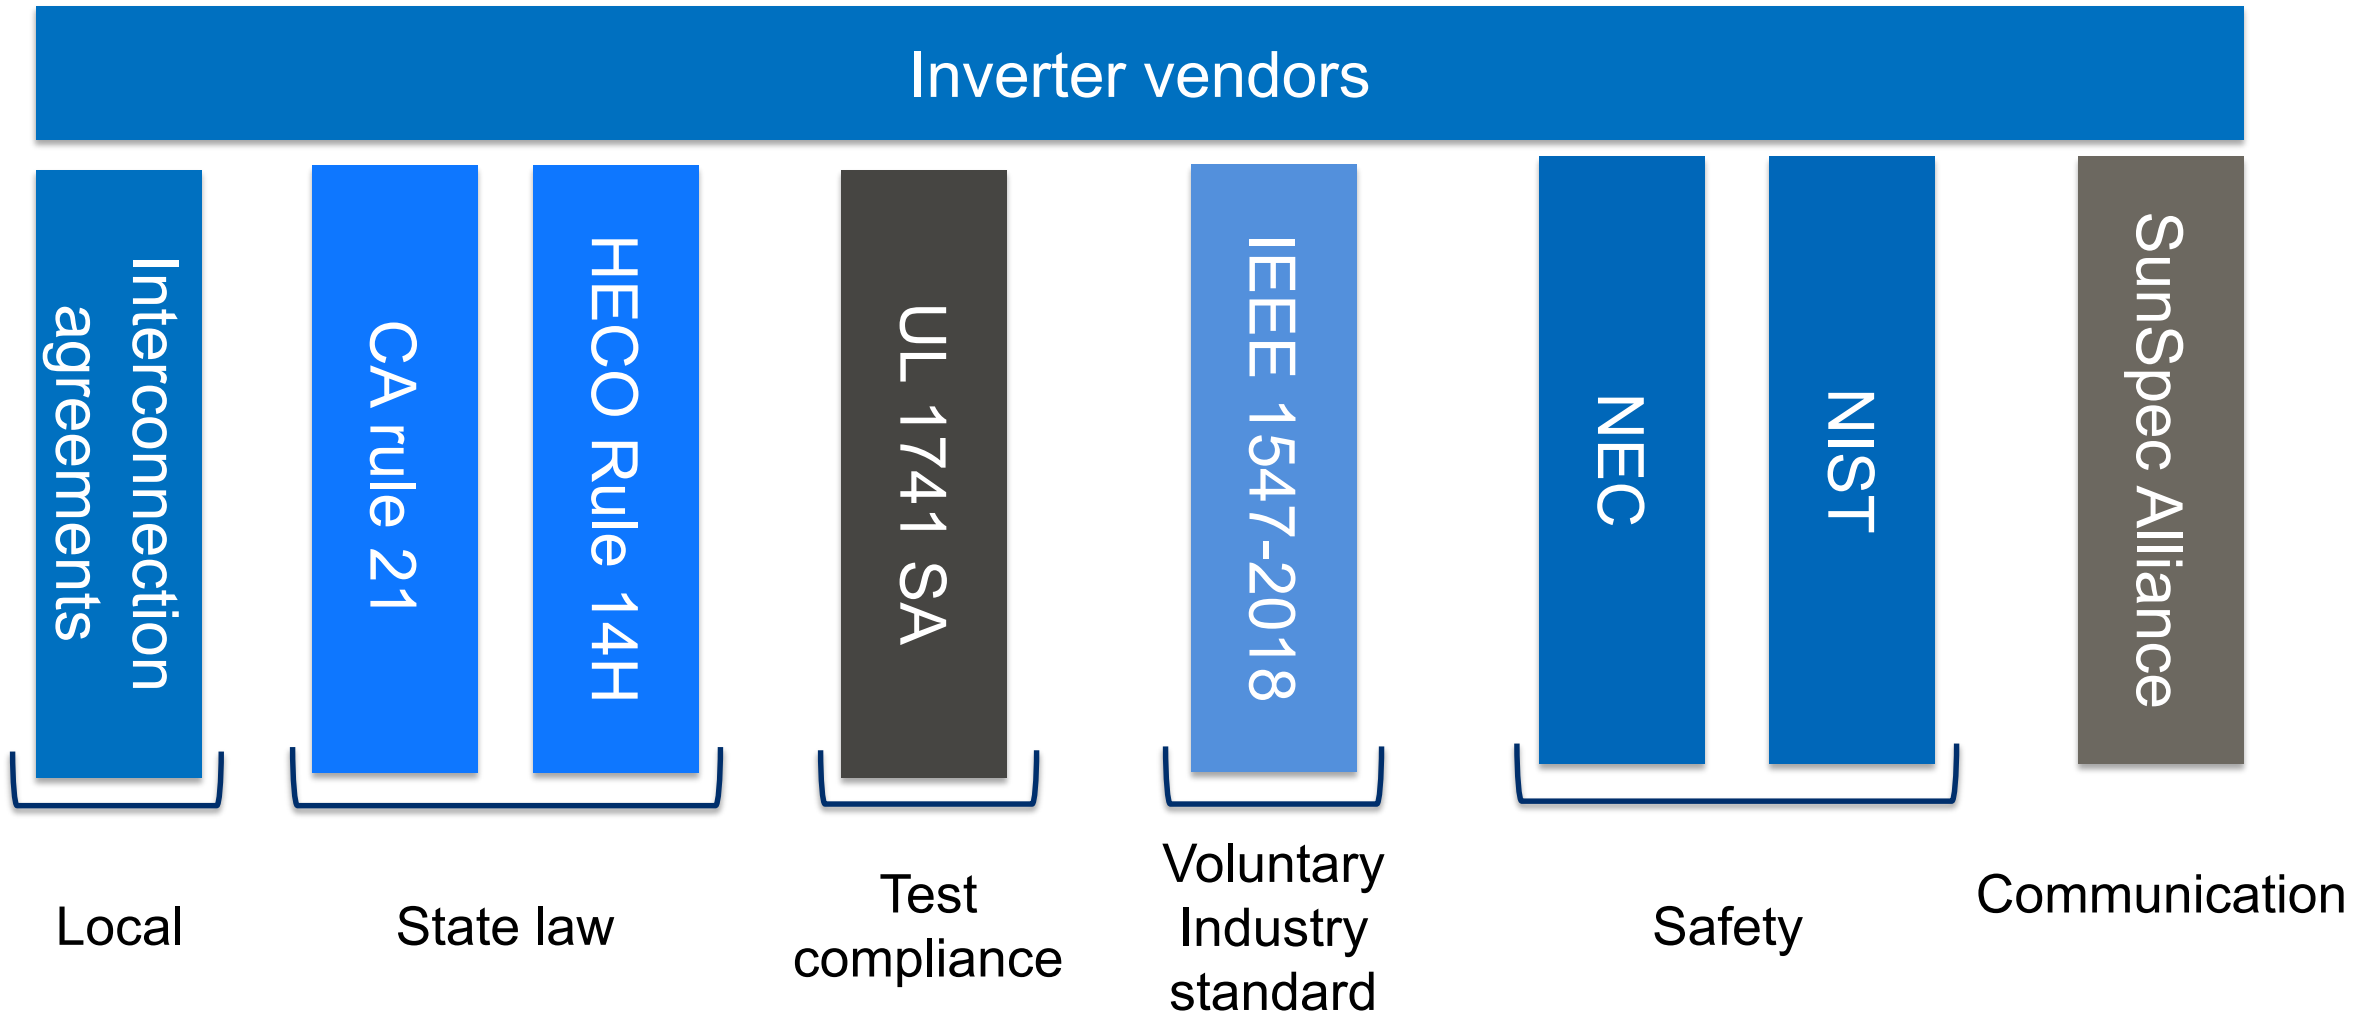 Inverter vendors
Interconnection
agreements
CA rule 21
HECO Rule 14H
UL 1741 SA
IEEE 1547-2018
NEC
NIST
SunSpec Alliance
Local
State law
Test
compliance
Voluntary
Industry
standard
Safety
Communication